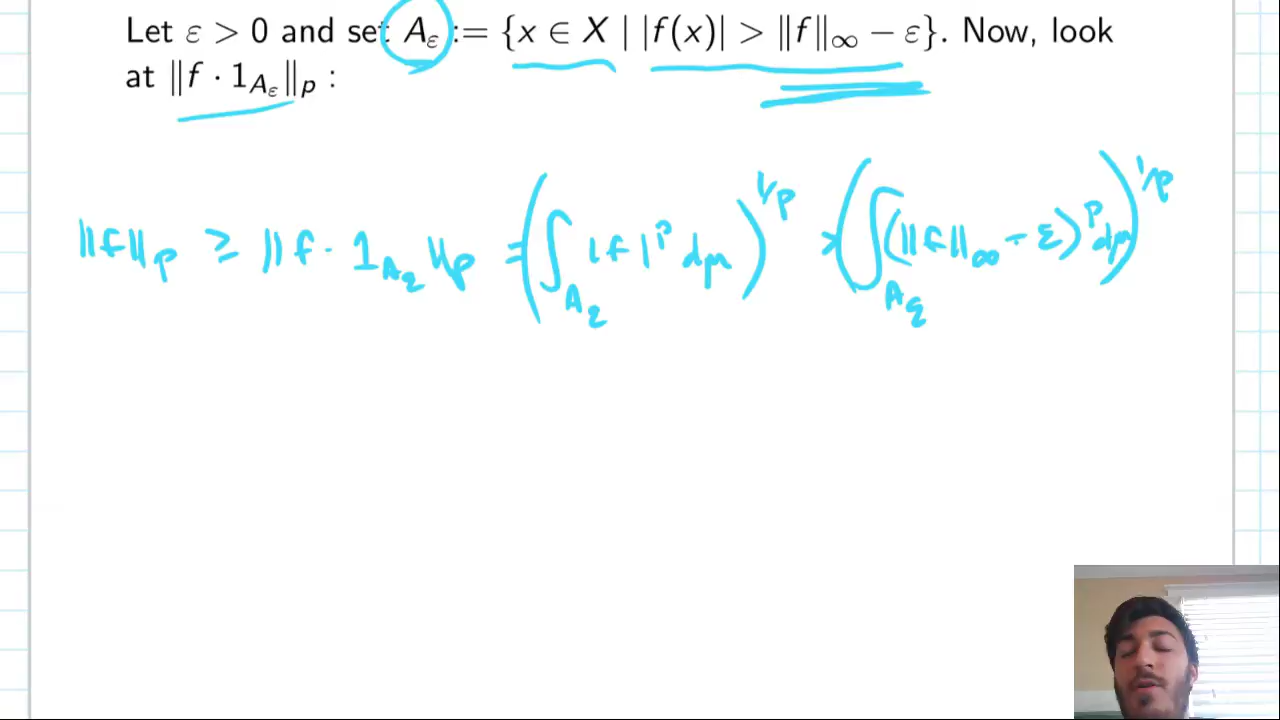 Let ε > 0 and set A_ε := {x ∈ X | |f(x)| > ‖f‖_∞ − ε}. Now, look
at ‖f · 1_{A_ε}‖_p :
‖f‖_p ≥ ‖f · 1_{A_ε}‖_p = (∫_{A_ε} |f|^p dμ)^{1/p} > (∫_{A_ε} (‖f‖_∞ − ε)^p dμ)^{1/p}